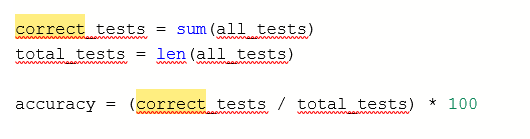 correct_tests = sum(all_tests)
total_tests = len(all_tests)
accuracy = (correct_tests / total_tests) * 100